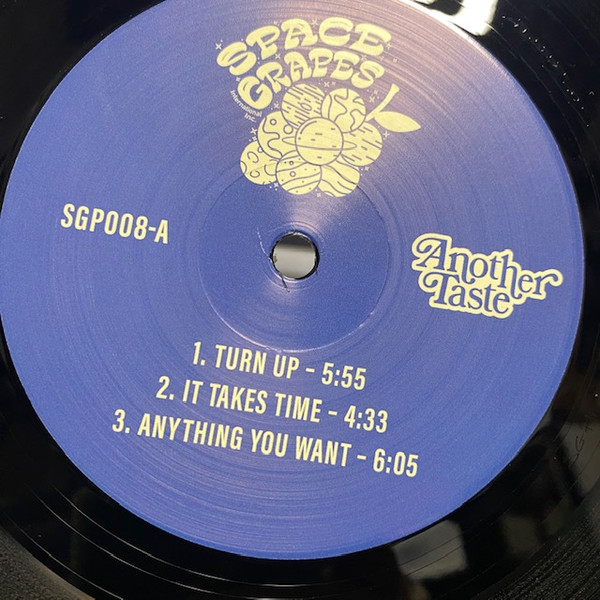 SPACE
GRAPES
International
Inc.
SGP008-A
Another
Taste
1. TURN UP – 5:55
2. IT TAKES TIME – 4:33
3. ANYTHING YOU WANT – 6:05